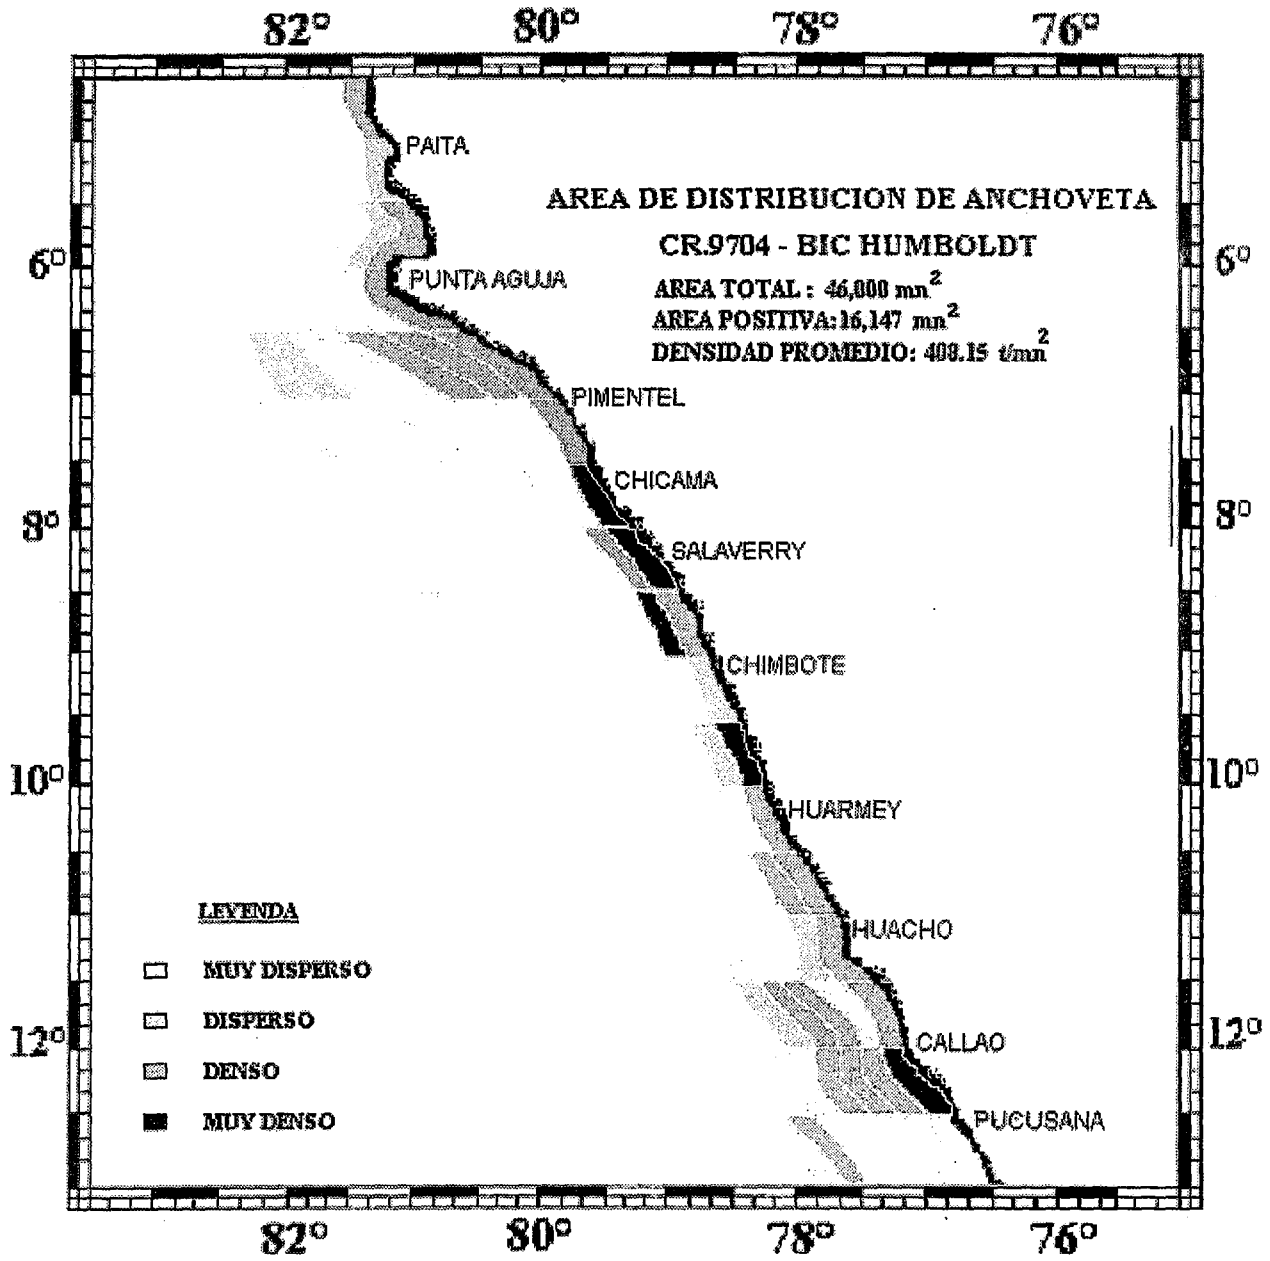 82° 80° 78° 76°
PAITA
AREA DE DISTRIBUCION DE ANCHOVETA
CR.9704 - BIC HUMBOLDT
6° 6°
PUNTA AGUJA
AREA TOTAL : 46,000 mn²
AREA POSITIVA:16,147 mn²
DENSIDAD PROMEDIO: 408.15 t/mn²
PIMENTEL
CHICAMA
8° 8°
SALAVERRY
CHIMBOTE
10° 10°
HUARMEY
LEYENDA
HUACHO
MUY DISPERSO
DISPERSO
12° 12°
CALLAO
DENSO
MUY DENSO
PUCUSANA
82° 80° 78° 76°